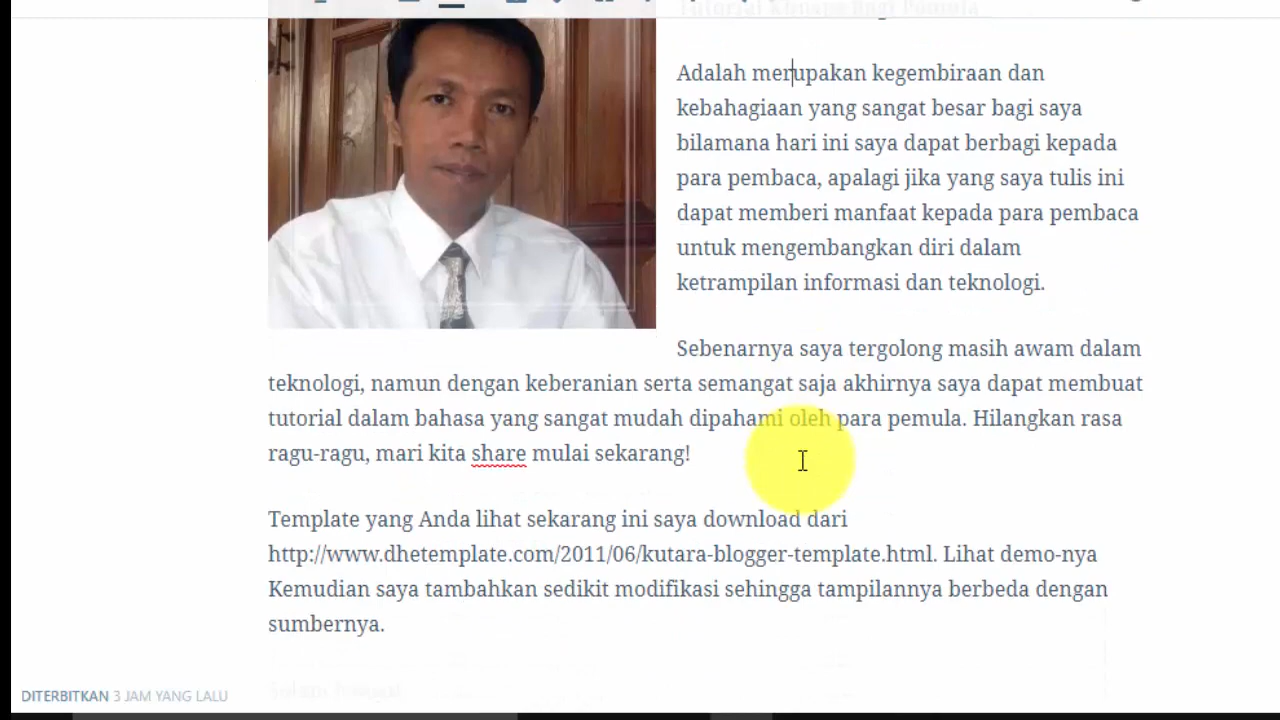 Tutorial Khusus Bagi Pemula
Adalah merupakan kegembiraan dan
kebahagiaan yang sangat besar bagi saya
bilamana hari ini saya dapat berbagi kepada
para pembaca, apalagi jika yang saya tulis ini
dapat memberi manfaat kepada para pembaca
untuk mengembangkan diri dalam
ketrampilan informasi dan teknologi.
Sebenarnya saya tergolong masih awam dalam
teknologi, namun dengan keberanian serta semangat saja akhirnya saya dapat membuat
tutorial dalam bahasa yang sangat mudah dipahami oleh para pemula. Hilangkan rasa
ragu-ragu, mari kita share mulai sekarang!
Template yang Anda lihat sekarang ini saya download dari
http://www.dhetemplate.com/2011/06/kutara-blogger-template.html. Lihat demo-nya
Kemudian saya tambahkan sedikit modifikasi sehingga tampilannya berbeda dengan
sumbernya.
DITERBITKAN 3 JAM YANG LALU